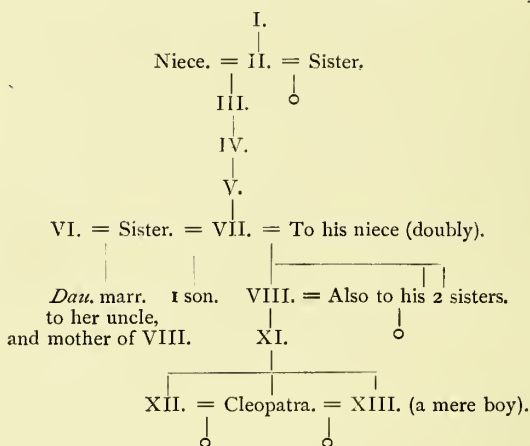 I.
Niece. = II. = Sister.
o
III.
IV.
V.
VI. = Sister. = VII. = To his niece (doubly).
Dau. marr. 1 son. VIII. = Also to his 2 sisters.
to her uncle,
and mother of VIII. XI. o
XII. = Cleopatra. = XIII. (a mere boy).
o o